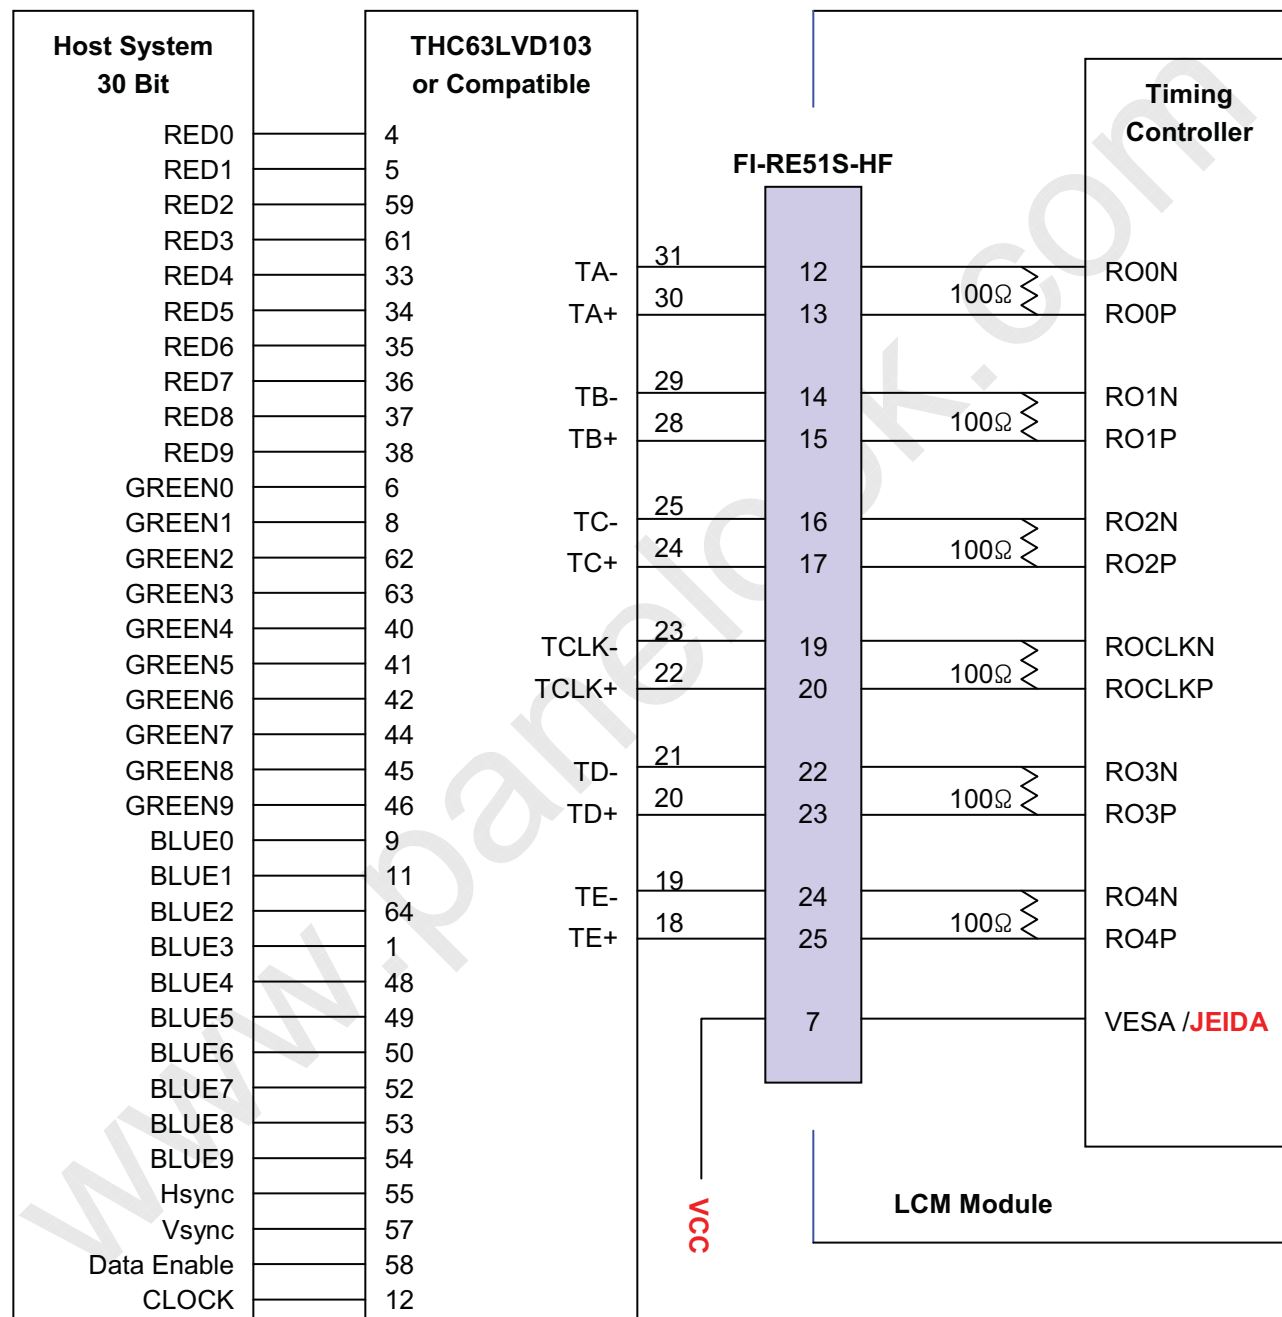 Host System
30 Bit
RED0
RED1
RED2
RED3
RED4
RED5
RED6
RED7
RED8
RED9
GREEN0
GREEN1
GREEN2
GREEN3
GREEN4
GREEN5
GREEN6
GREEN7
GREEN8
GREEN9
BLUE0
BLUE1
BLUE2
BLUE3
BLUE4
BLUE5
BLUE6
BLUE7
BLUE8
BLUE9
Hsync
Vsync
Data Enable
CLOCK
THC63LVD103
or Compatible
4
5
59
61
33
34
35
36
37
38
6
8
62
63
40
41
42
44
45
46
9
11
64
1
48
49
50
52
53
54
55
57
58
12
TA- 31
TA+ 30
TB- 29
TB+ 28
TC- 25
TC+ 24
TCLK- 23
TCLK+ 22
TD- 21
TD+ 20
TE- 19
TE+ 18
FI-RE51S-HF
12
13
14
15
16
17
19
20
22
23
24
25
7
VCC
100Ω
100Ω
100Ω
100Ω
100Ω
100Ω
Timing
Controller
RO0N
RO0P
RO1N
RO1P
RO2N
RO2P
ROCLKN
ROCLKP
RO3N
RO3P
RO4N
RO4P
VESA /JEIDA
LCM Module
www.panelook.com